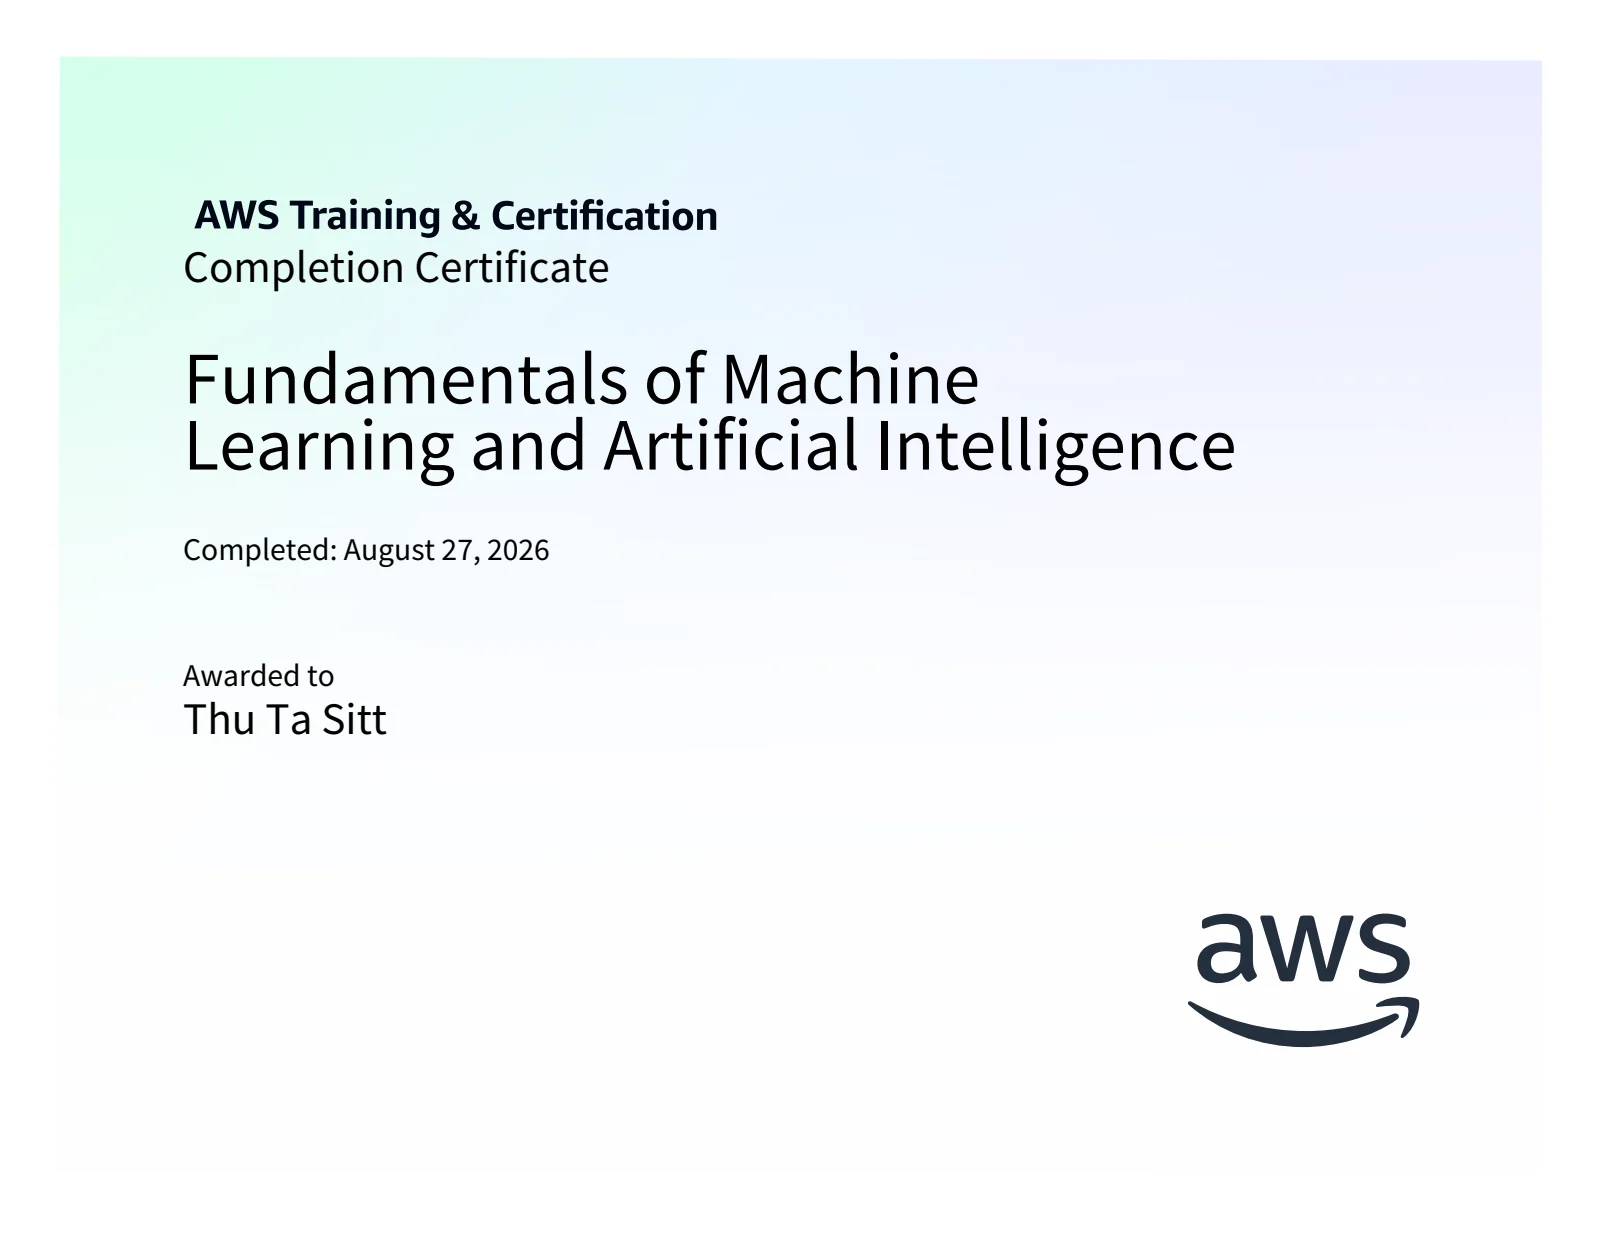 AWS Training & Certification
Completion Certificate
Fundamentals of Machine
Learning and Artificial Intelligence
Completed: August 27, 2026
Awarded to
Thu Ta Sitt
aws